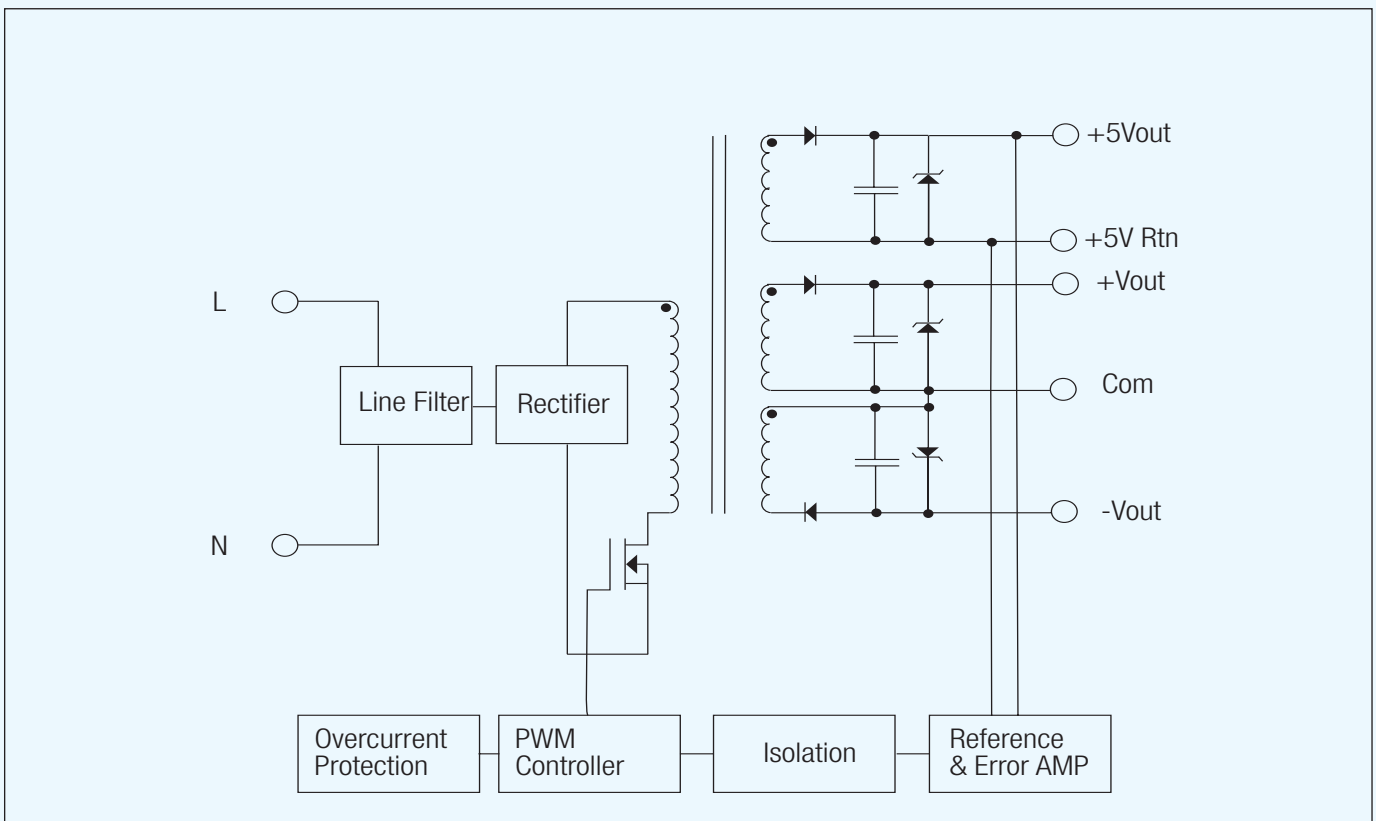 +5Vout
+5V Rtn
+Vout
L
Com
Line Filter
Rectifier
-Vout
N
Overcurrent
Protection
PWM
Controller
Isolation
Reference
& Error AMP